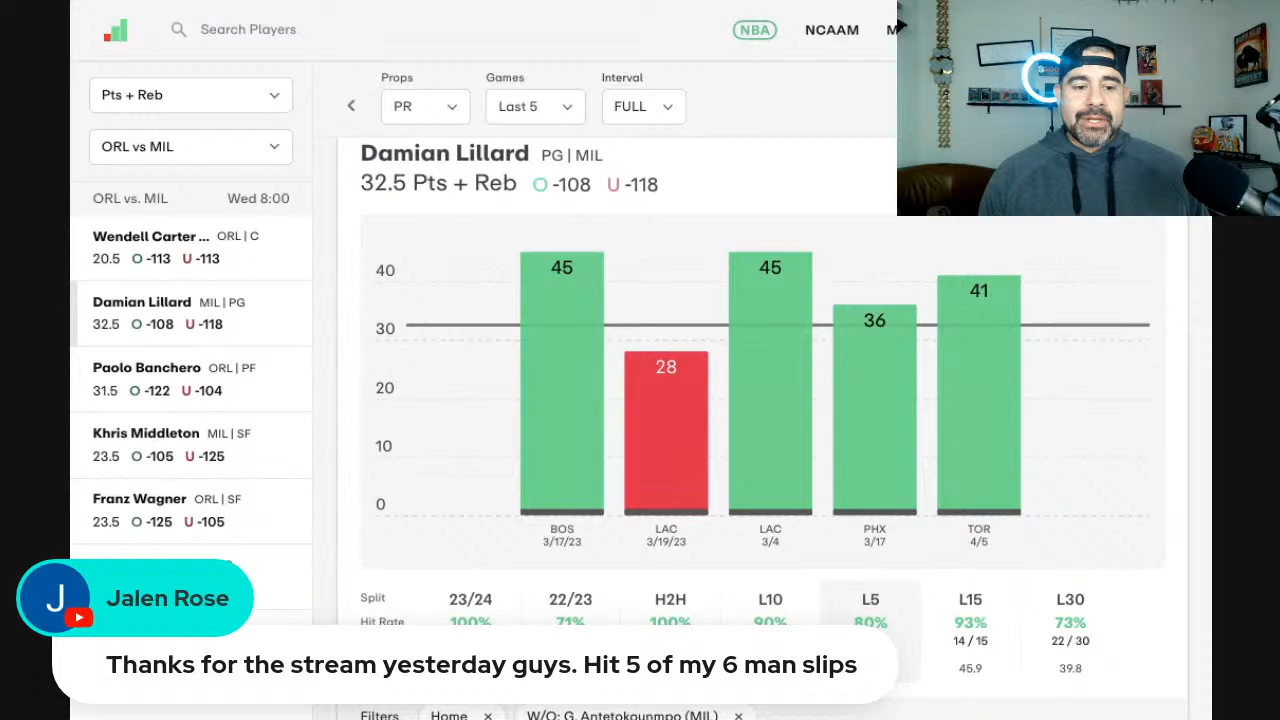 Search Players
NBA
NCAAM
M
Pts + Reb
ORL vs MIL
ORL vs. MIL Wed 8:00
Wendell Carter ... ORL | C
20.5 O -113 U -113
Damian Lillard MIL | PG
32.5 O -108 U -118
Paolo Banchero ORL | PF
31.5 O -122 U -104
Khris Middleton MIL | SF
23.5 O -105 U -125
Franz Wagner ORL | SF
23.5 O -125 U -105
Props Games Interval
PR Last 5 FULL
Damian Lillard PG | MIL
32.5 Pts + Reb O -108 U -118
40
30
20
10
0
45 28 45 36 41
BOS LAC LAC PHX TOR
3/17/23 3/19/23 3/4 3/17 4/5
Split 23/24 22/23 H2H L10 L5 L15 L30
Hit Rate 100% 71% 100% 90% 80% 93% 73%
14 / 15 22 / 30
45.9 39.8
Filters Home × W/O: G. Antetokounmpo (MIL) ×
J
Jalen Rose
Thanks for the stream yesterday guys. Hit 5 of my 6 man slips